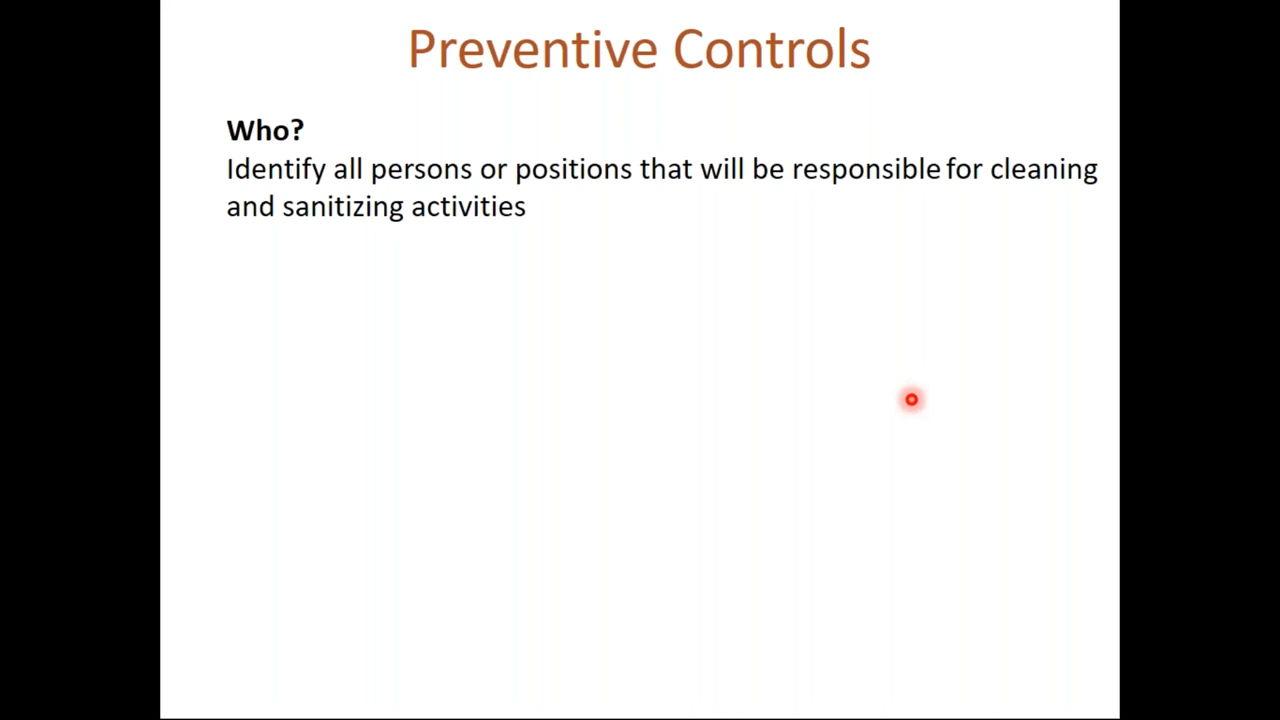 Preventive Controls
Who?
Identify all persons or positions that will be responsible for cleaning
and sanitizing activities